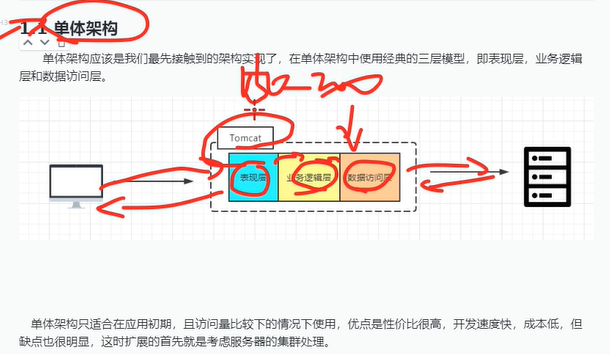 1.1 单体架构
单体架构应该是我们最先接触到的架构实现了，在单体架构中使用经典的三层模型，即表现层，业务逻辑
层和数据访问层。
Tomcat
表现层 业务逻辑层 数据访问层
单体架构只适合在应用初期，且访问量比较下的情况下使用，优点是性价比很高，开发速度快，成本低，但
缺点也很明显，这时扩展的首先就是考虑服务器的集群处理。